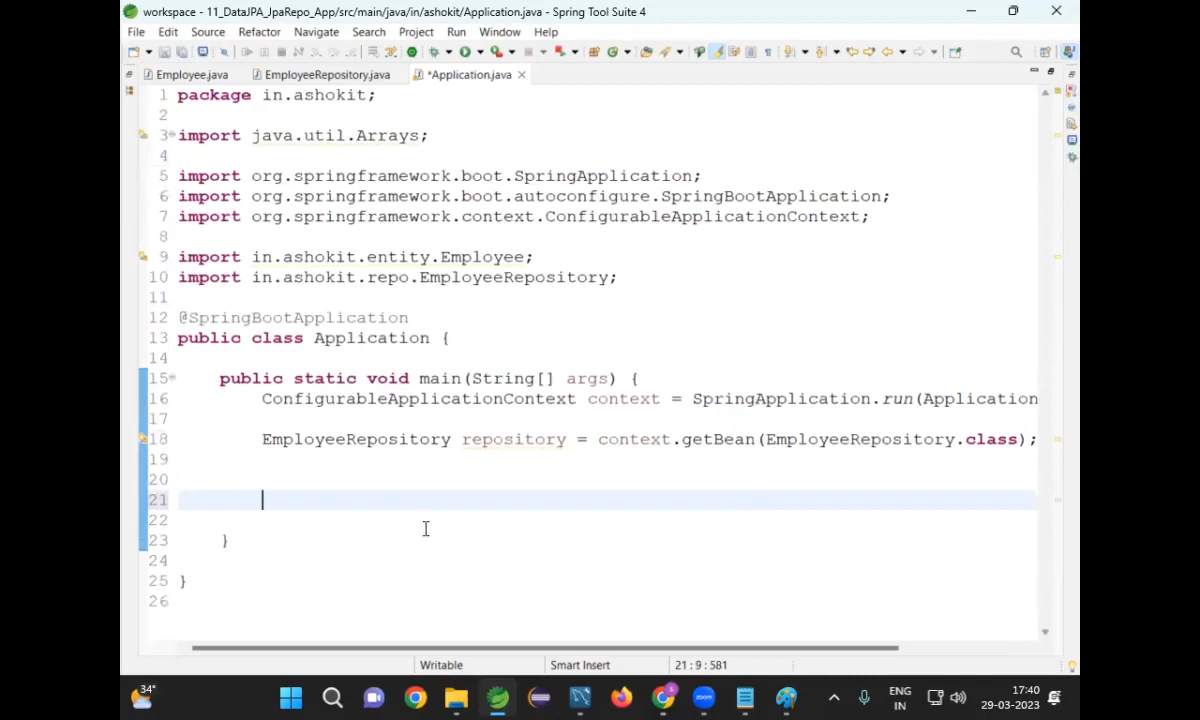 workspace - 11_DataJPA_JpaRepo_App/src/main/java/in/ashokit/Application.java - Spring Tool Suite 4
File Edit Source Refactor Navigate Search Project Run Window Help
Employee.java EmployeeRepository.java *Application.java
1 package in.ashokit;
2
3 import java.util.Arrays;
4
5 import org.springframework.boot.SpringApplication;
6 import org.springframework.boot.autoconfigure.SpringBootApplication;
7 import org.springframework.context.ConfigurableApplicationContext;
8
9 import in.ashokit.entity.Employee;
10 import in.ashokit.repo.EmployeeRepository;
11
12 @SpringBootApplication
13 public class Application {
14
15 public static void main(String[] args) {
16 ConfigurableApplicationContext context = SpringApplication.run(Application
17
18 EmployeeRepository repository = context.getBean(EmployeeRepository.class);
19
20
21
22
23 }
24
25 }
26
Writable Smart Insert 21 : 9 : 581
34° zoom ENG IN 17:40 29-03-2023